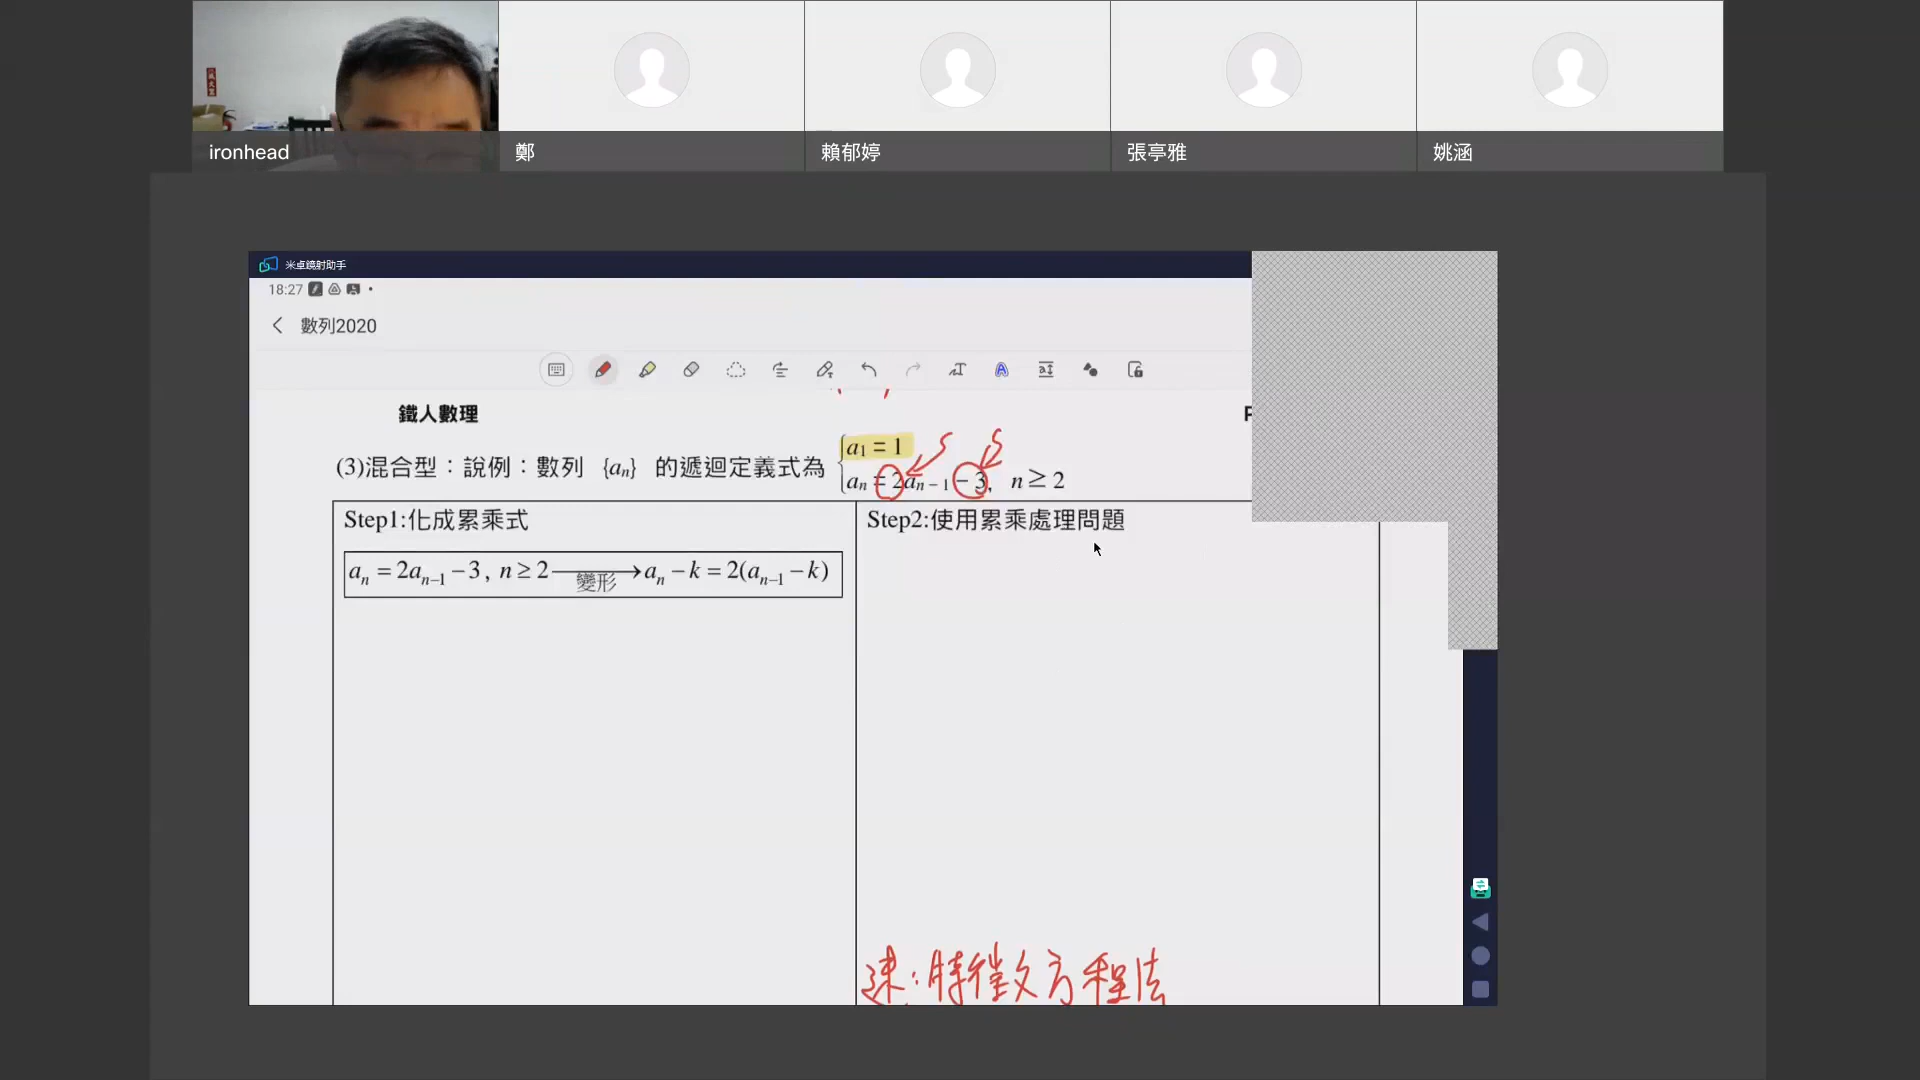 ironhead
鄭
賴郁婷
張亭雅
姚涵
米卓鏡射助手
18:27
數列2020
鐵人數理
(3)混合型：說例：數列 {aₙ} 的遞迴定義式為 a₁ = 1
aₙ = 2aₙ₋₁ − 3, n ≥ 2
Step1:化成累乘式
Step2:使用累乘處理問題
aₙ = 2aₙ₋₁ − 3, n ≥ 2 ⟶ 變形 aₙ − k = 2(aₙ₋₁ − k)
速:特徵方程法